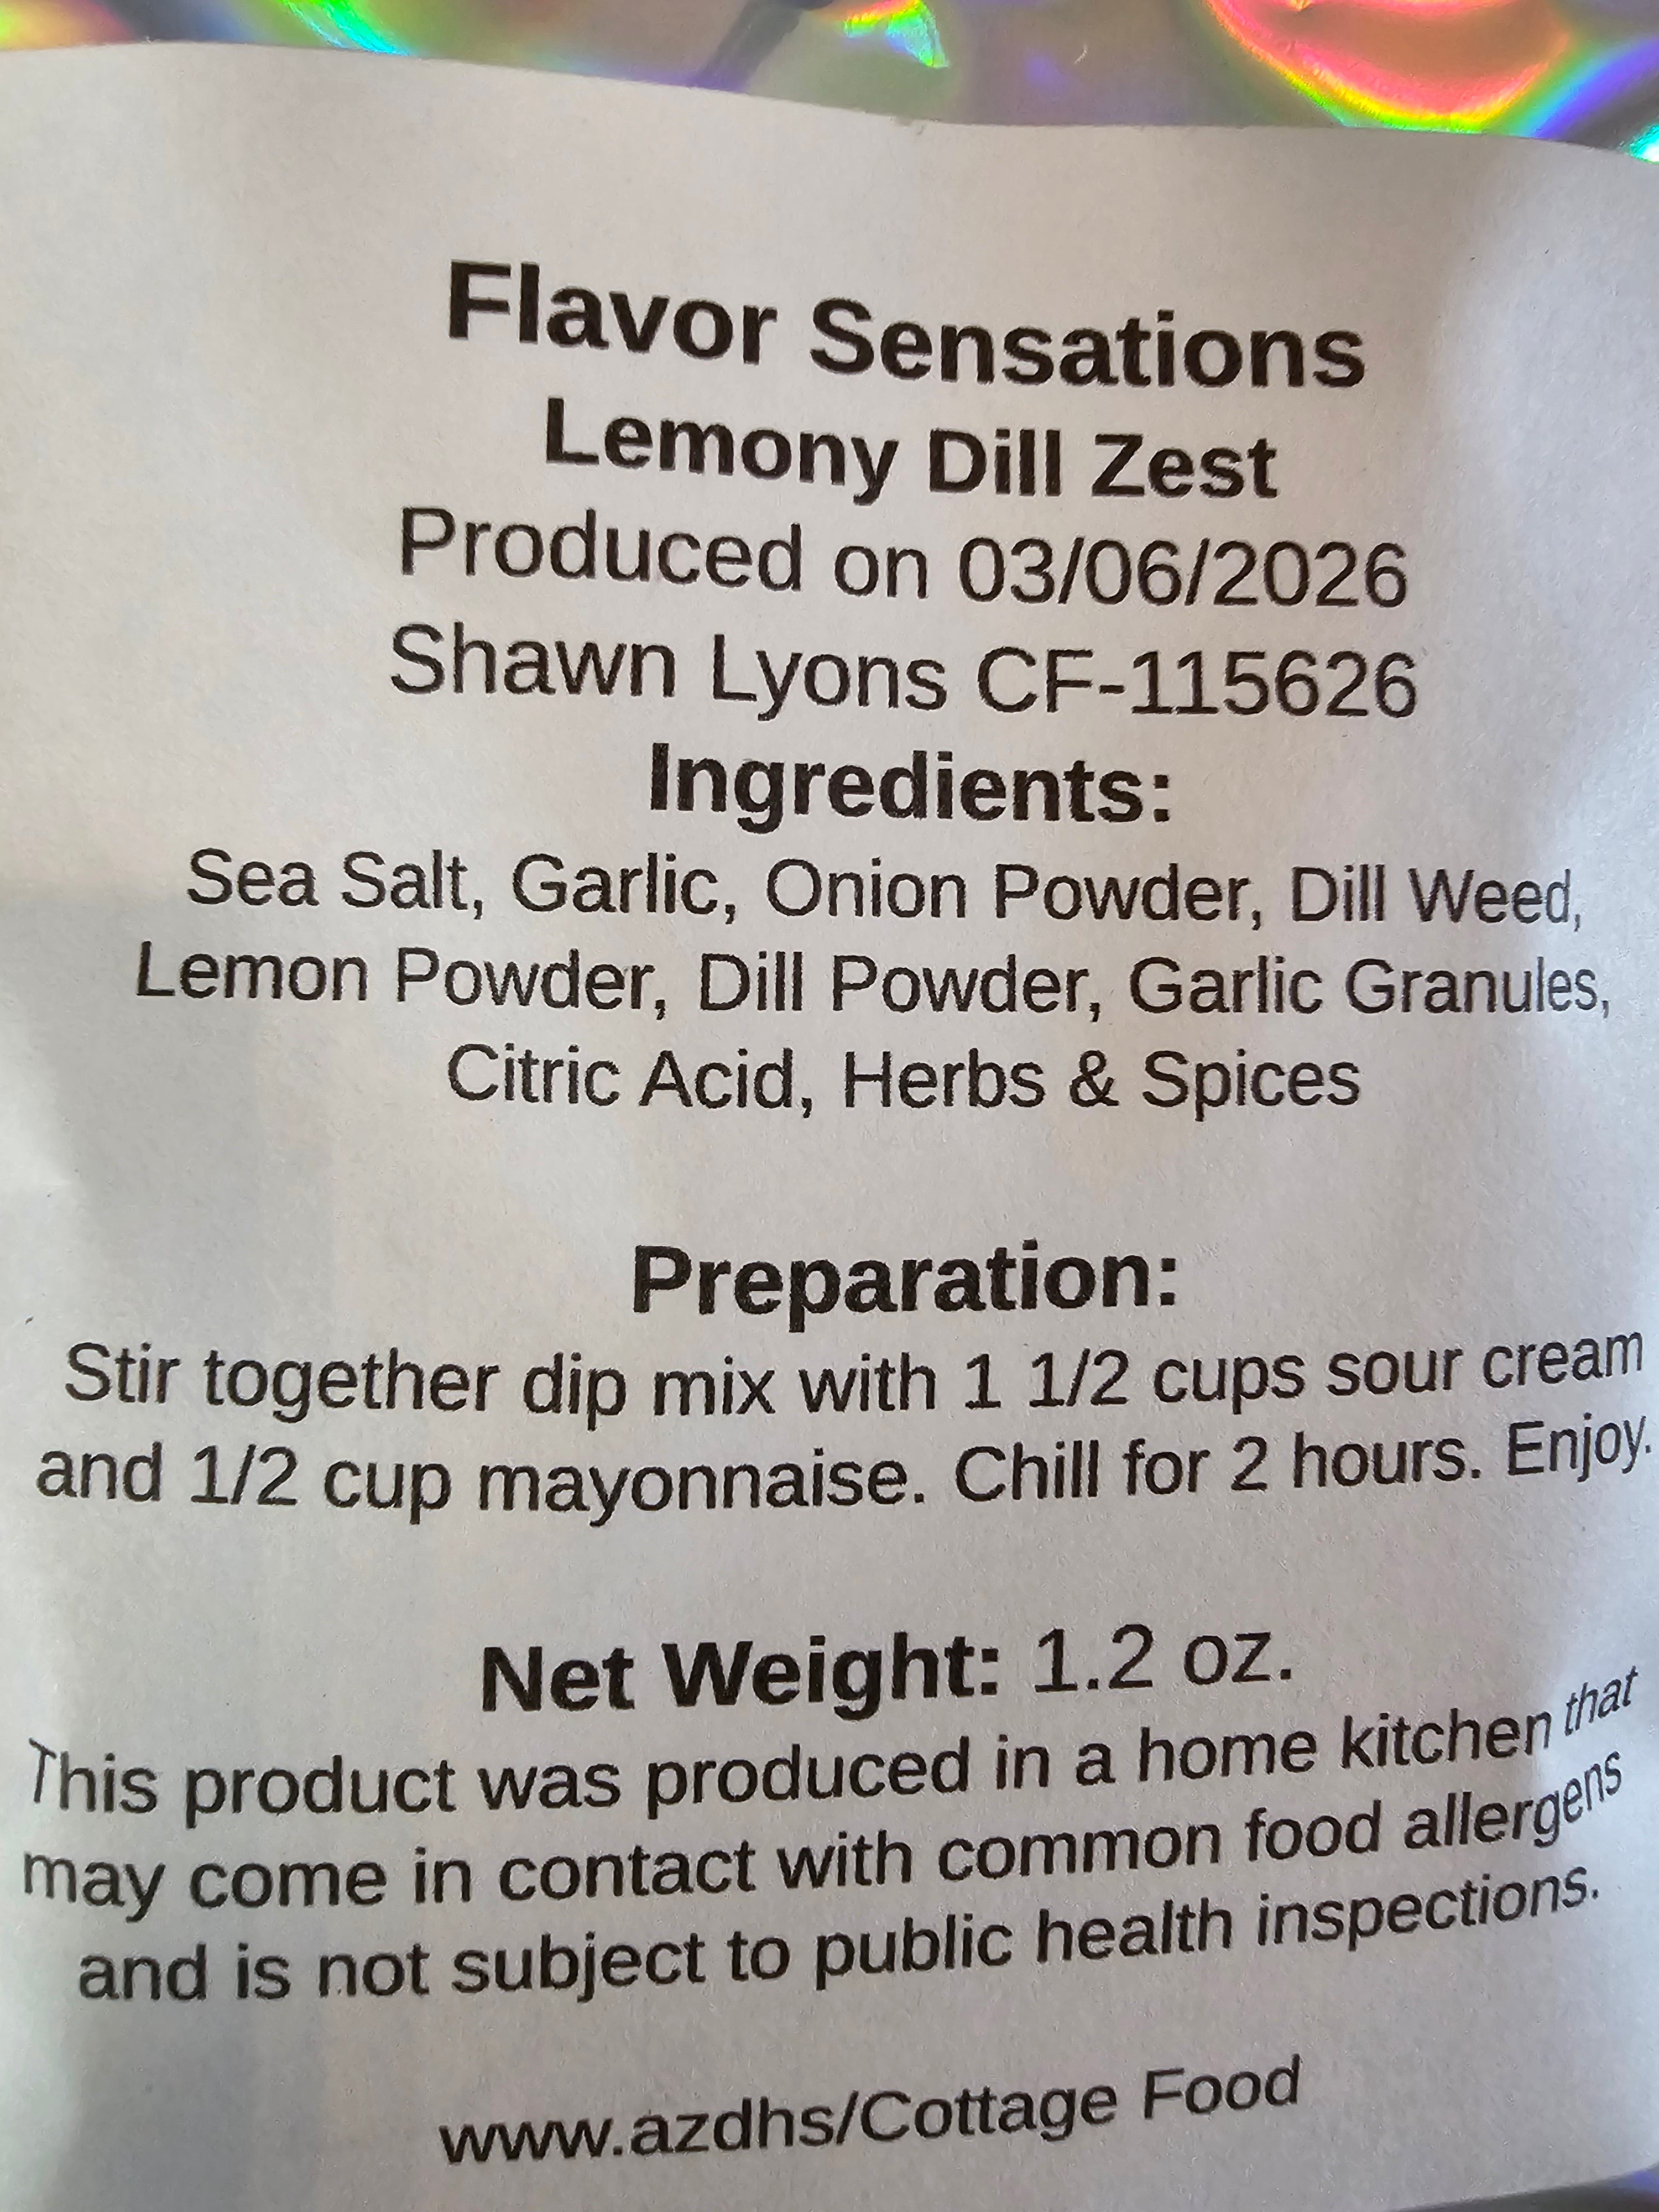 Flavor Sensations
Lemony Dill Zest
Produced on 03/06/2026
Shawn Lyons CF-115626
Ingredients:
Sea Salt, Garlic, Onion Powder, Dill Weed,
Lemon Powder, Dill Powder, Garlic Granules,
Citric Acid, Herbs & Spices
Preparation:
Stir together dip mix with 1 1/2 cups sour cream
and 1/2 cup mayonnaise. Chill for 2 hours. Enjoy.
Net Weight: 1.2 oz.
This product was produced in a home kitchen that
may come in contact with common food allergens
and is not subject to public health inspections.
www.azdhs/Cottage Food